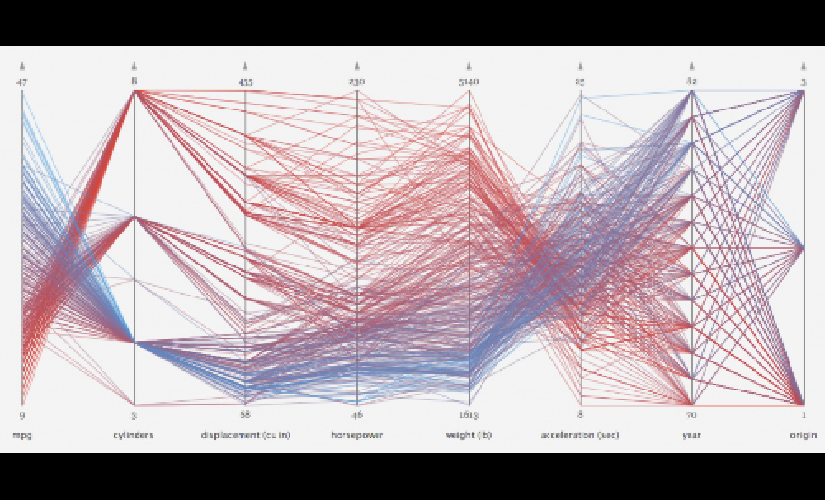 47 8 455 230 5140 25 82 3
9 3 68 46 1613 8 70 1
mpg cylinders displacement (cu in) horsepower weight (lb) acceleration (sec) year origin